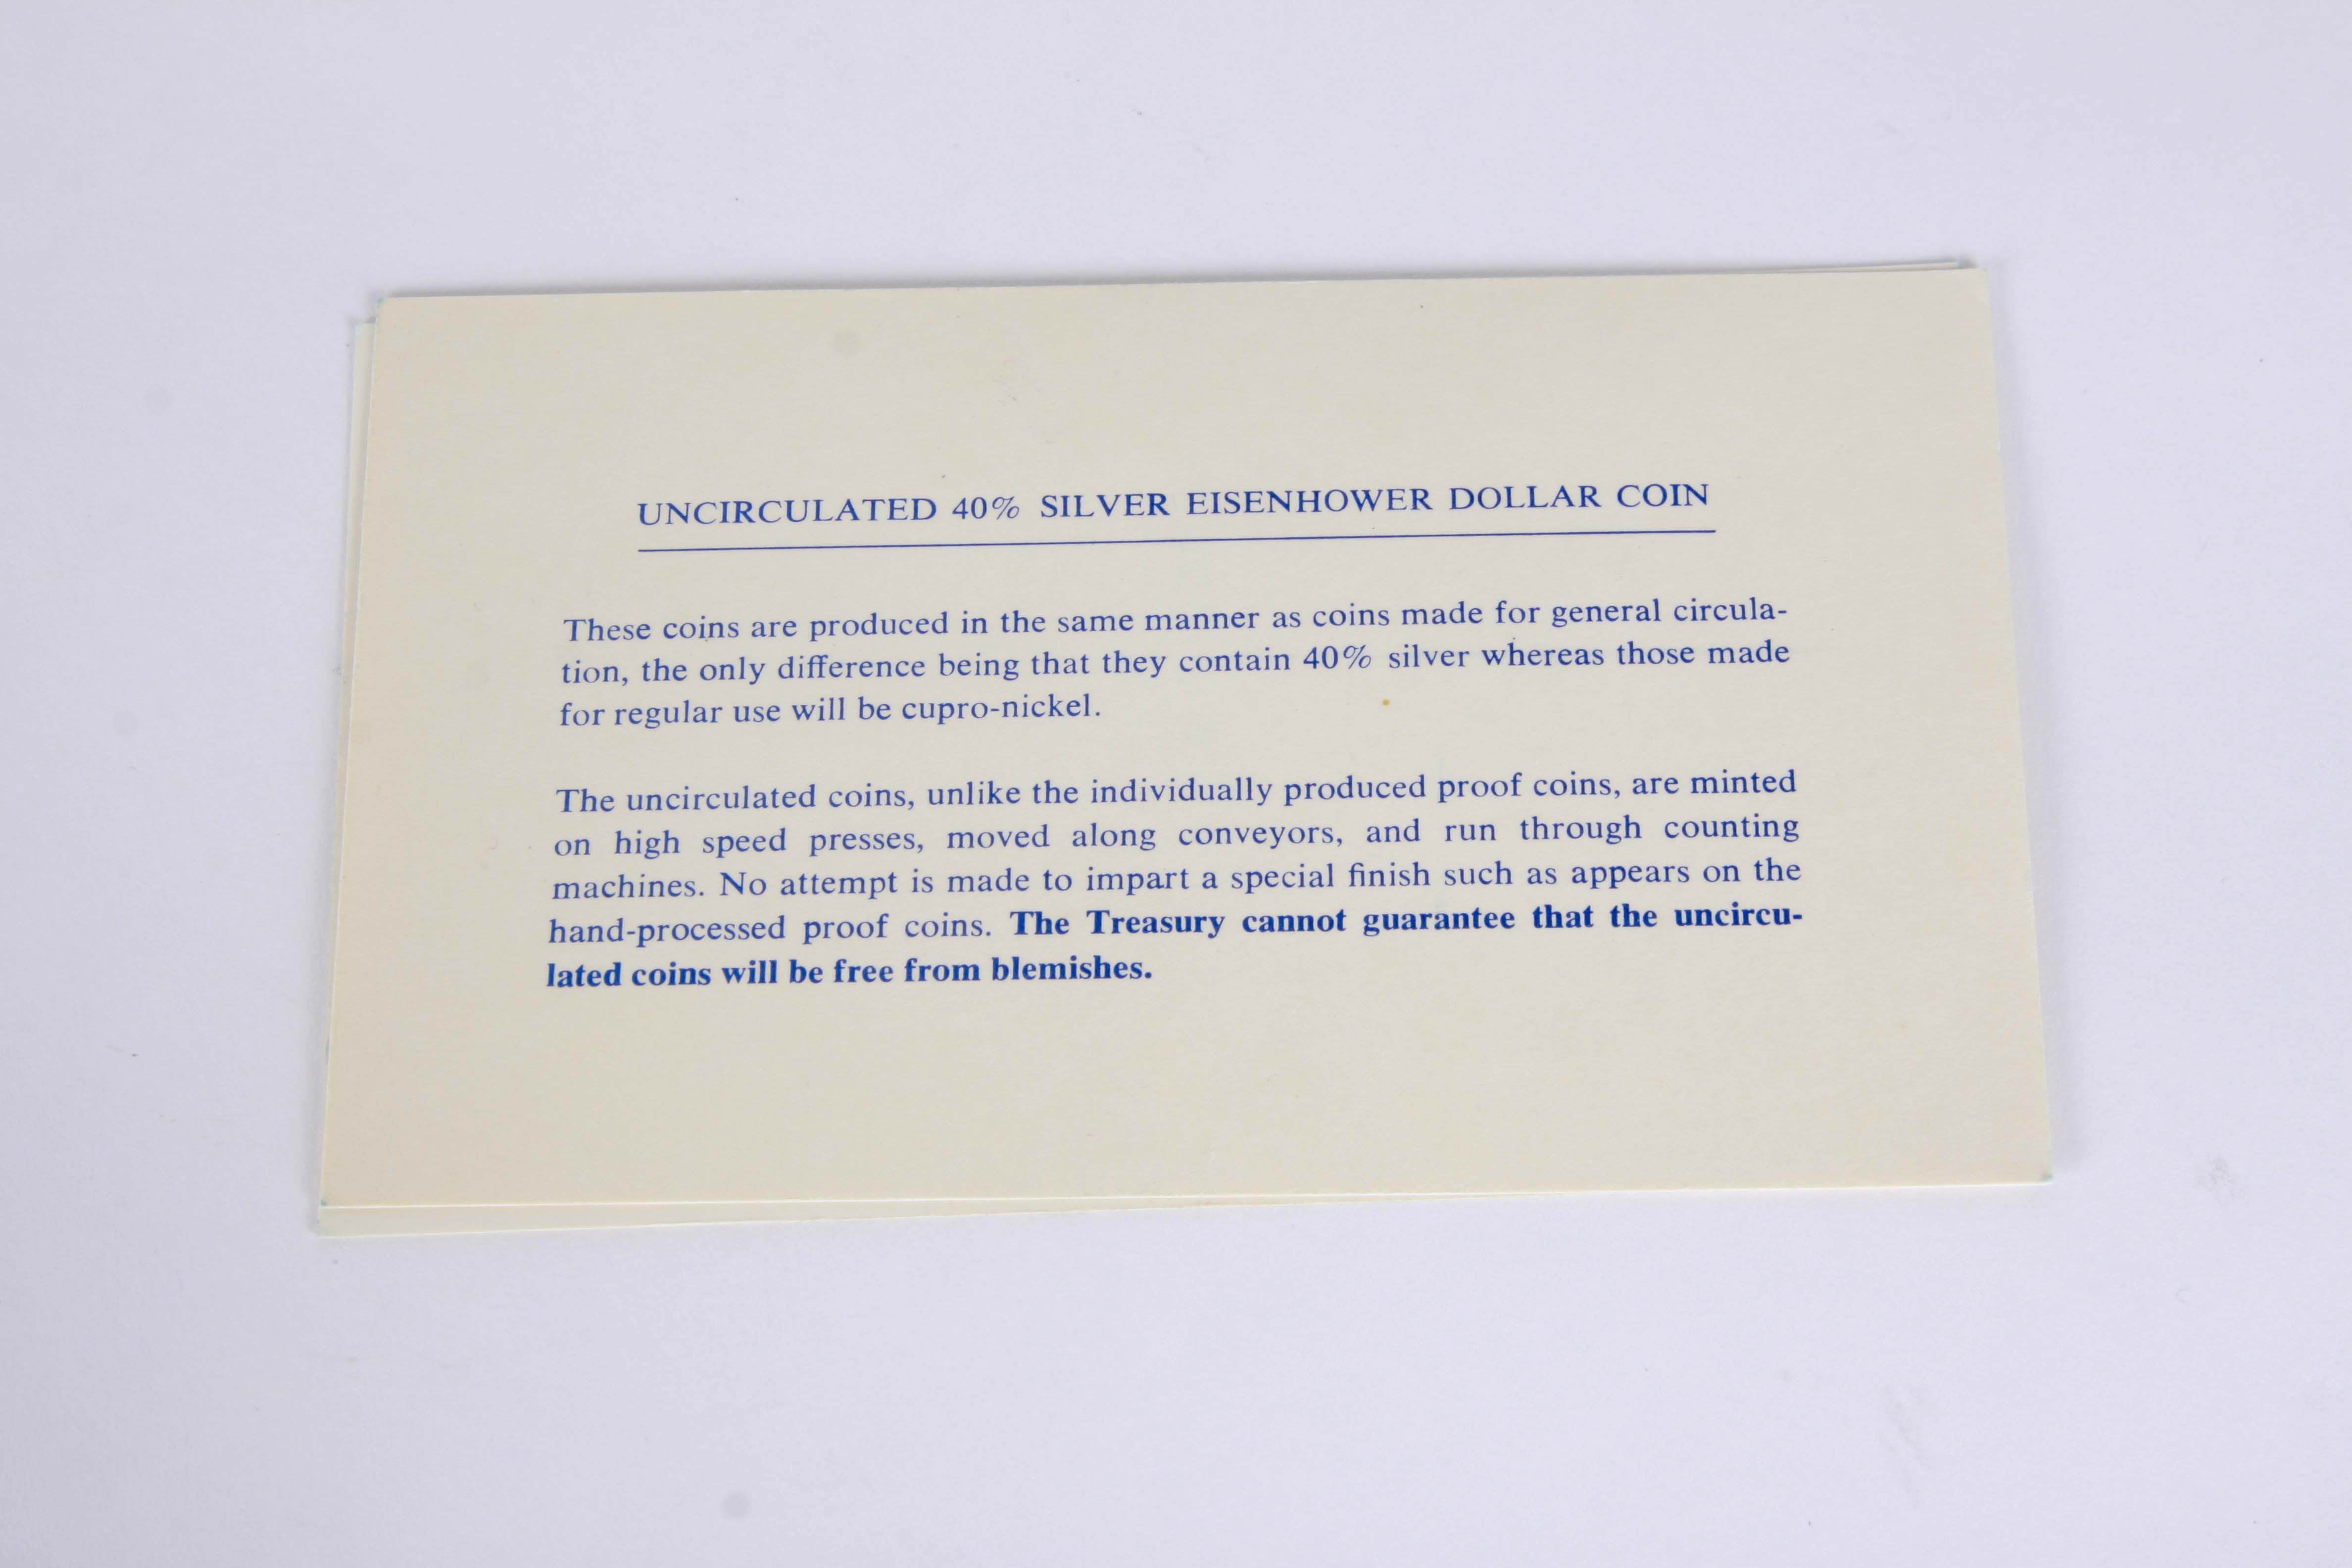 UNCIRCULATED 40% SILVER EISENHOWER DOLLAR COIN
These coins are produced in the same manner as coins made for general circula-
tion, the only difference being that they contain 40% silver whereas those made
for regular use will be cupro-nickel.
The uncirculated coins, unlike the individually produced proof coins, are minted
on high speed presses, moved along conveyors, and run through counting
machines. No attempt is made to impart a special finish such as appears on the
hand-processed proof coins. The Treasury cannot guarantee that the uncircu-
lated coins will be free from blemishes.